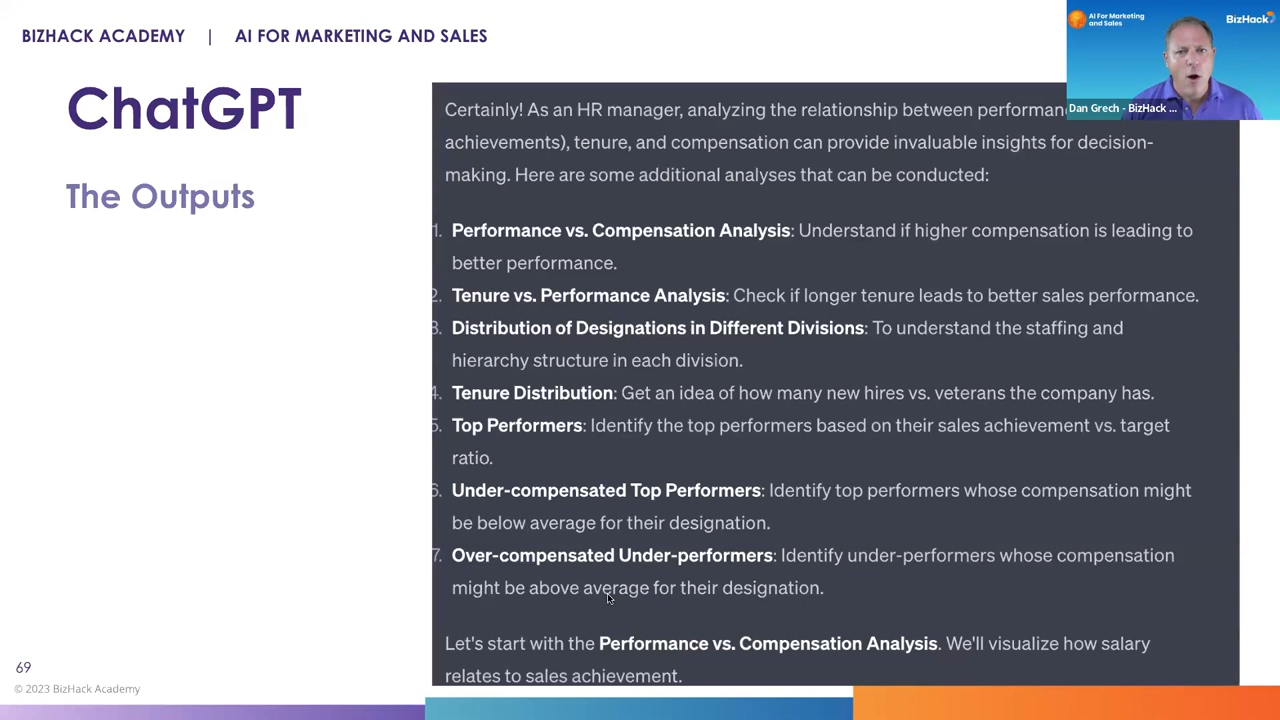 BIZHACK ACADEMY | AI FOR MARKETING AND SALES
AI For Marketing
and Sales
BizHack
Dan Grech - BizHack ...
ChatGPT
The Outputs
Certainly! As an HR manager, analyzing the relationship between
achievements), tenure, and compensation can provide invaluable insights for decision-
making. Here are some additional analyses that can be conducted:
1. Performance vs. Compensation Analysis: Understand if higher compensation is leading to
better performance.
2. Tenure vs. Performance Analysis: Check if longer tenure leads to better sales performance.
3. Distribution of Designations in Different Divisions: To understand the staffing and
hierarchy structure in each division.
4. Tenure Distribution: Get an idea of how many new hires vs. veterans the company has.
5. Top Performers: Identify the top performers based on their sales achievement vs. target
ratio.
6. Under-compensated Top Performers: Identify top performers whose compensation might
be below average for their designation.
7. Over-compensated Under-performers: Identify under-performers whose compensation
might be above average for their designation.
Let's start with the Performance vs. Compensation Analysis. We'll visualize how salary
relates to sales achievement.
69
© 2023 BizHack Academy